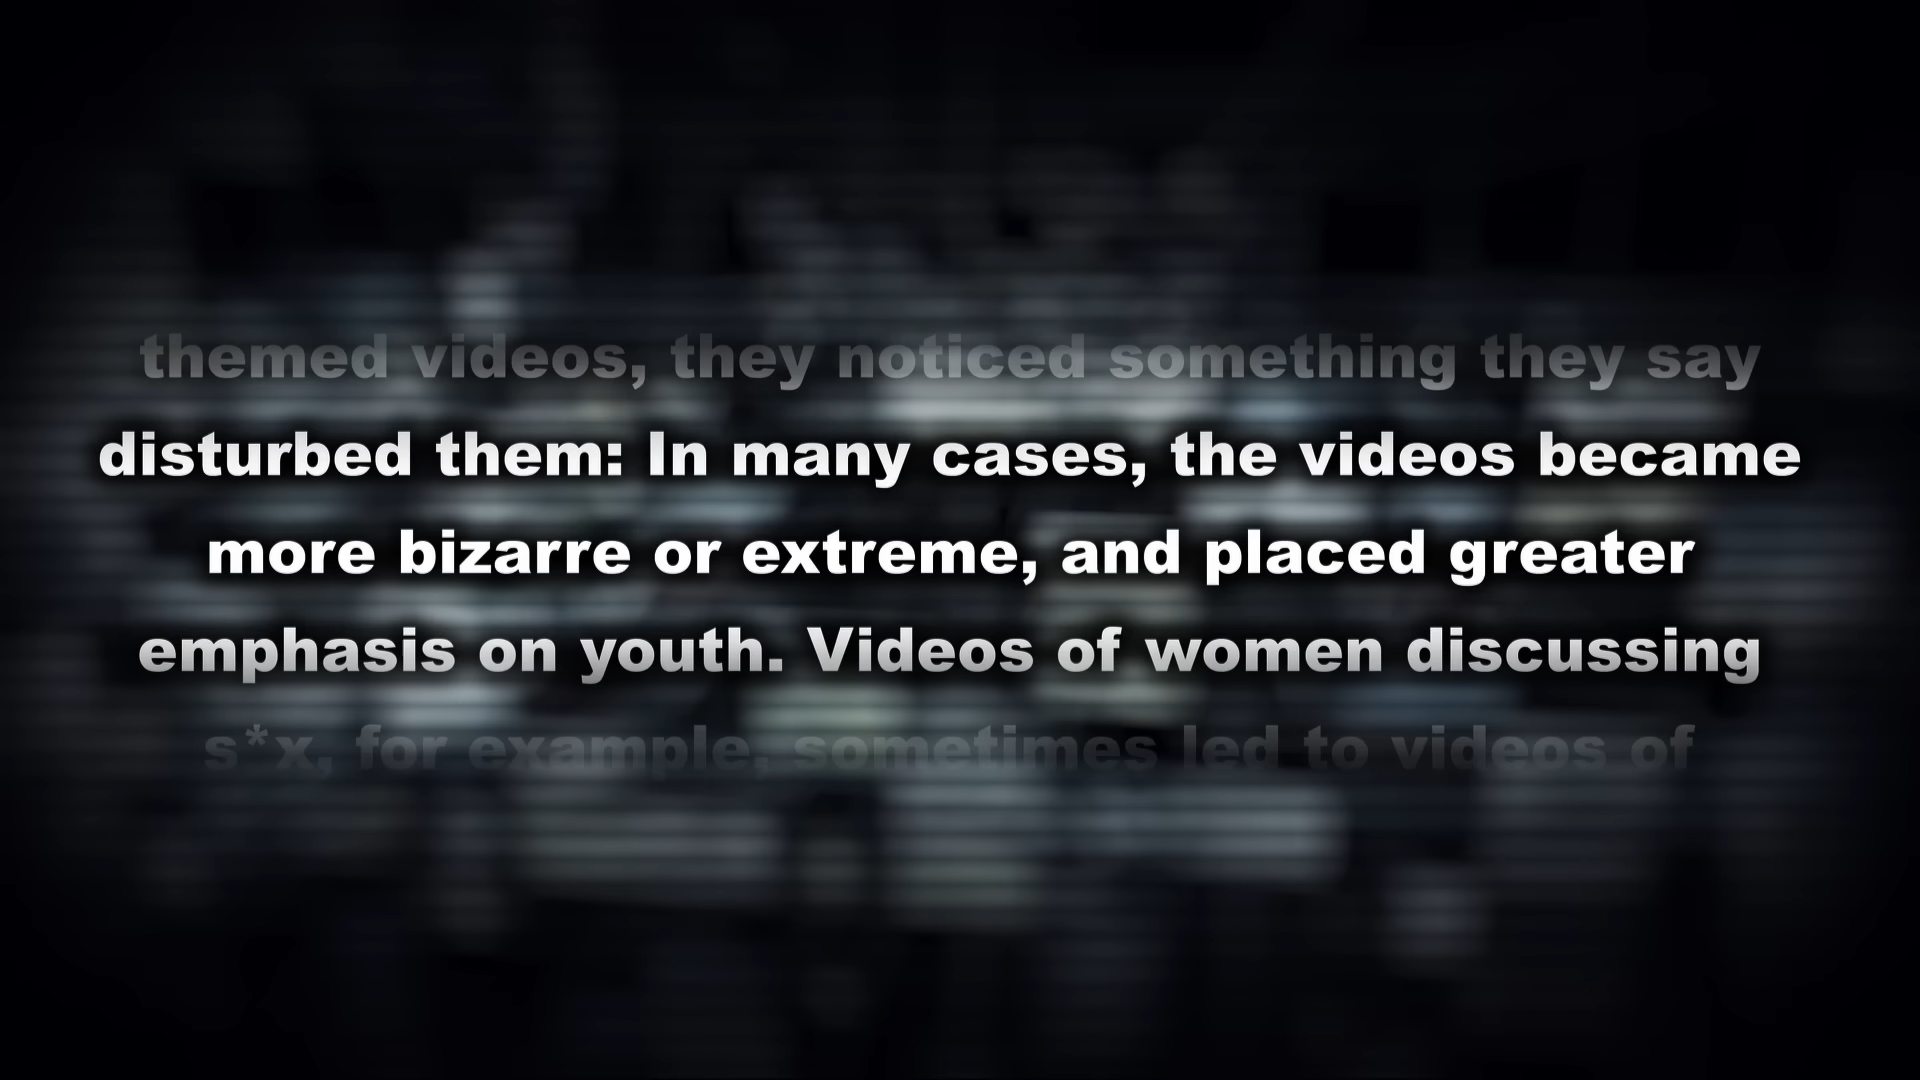 themed videos, they noticed something they say
disturbed them: In many cases, the videos became
more bizarre or extreme, and placed greater
emphasis on youth. Videos of women discussing
s*x, for example, sometimes led to videos of